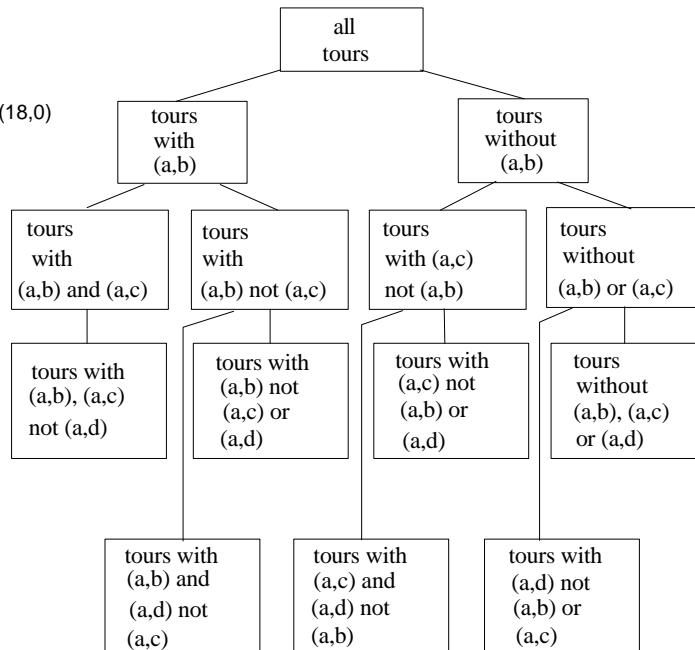 all
tours
(18,0)
tours
with
(a,b)
tours
without
(a,b)
tours
with
(a,b) and (a,c)
tours
with
(a,b) not (a,c)
tours
with (a,c)
not (a,b)
tours
without
(a,b) or (a,c)
tours with
(a,b), (a,c)
not (a,d)
tours with
(a,b) not
(a,c) or
(a,d)
tours with
(a,c) not
(a,b) or
(a,d)
tours
without
(a,b), (a,c)
or (a,d)
tours with
(a,b) and
(a,d) not
(a,c)
tours with
(a,c) and
(a,d) not
(a,b)
tours with
(a,d) not
(a,b) or
(a,c)